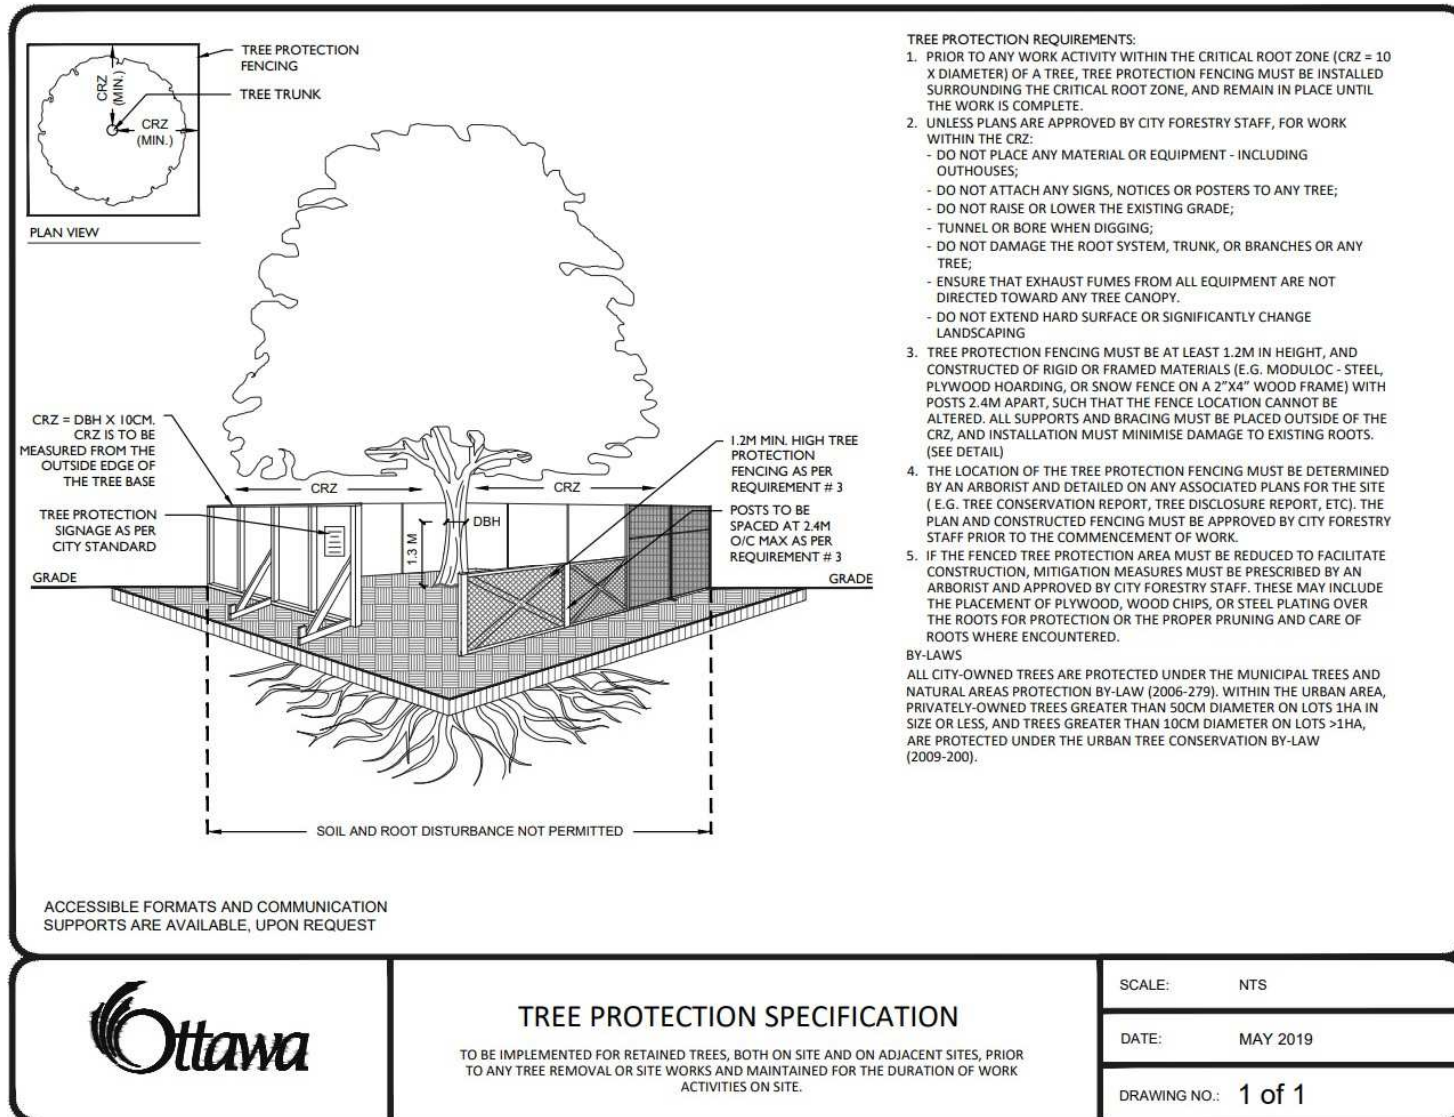 TREE PROTECTION
FENCING
TREE TRUNK
CRZ
(MIN.)
CRZ
(MIN.)
PLAN VIEW
CRZ = DBH X 10CM.
CRZ IS TO BE
MEASURED FROM THE
OUTSIDE EDGE OF
THE TREE BASE
TREE PROTECTION
SIGNAGE AS PER
CITY STANDARD
GRADE
CRZ
CRZ
DBH
1.3 M
1.2M MIN. HIGH TREE
PROTECTION
FENCING AS PER
REQUIREMENT # 3
POSTS TO BE
SPACED AT 2.4M
O/C MAX AS PER
REQUIREMENT # 3
GRADE
SOIL AND ROOT DISTURBANCE NOT PERMITTED
ACCESSIBLE FORMATS AND COMMUNICATION
SUPPORTS ARE AVAILABLE, UPON REQUEST
TREE PROTECTION REQUIREMENTS:
1. PRIOR TO ANY WORK ACTIVITY WITHIN THE CRITICAL ROOT ZONE (CRZ = 10
X DIAMETER) OF A TREE, TREE PROTECTION FENCING MUST BE INSTALLED
SURROUNDING THE CRITICAL ROOT ZONE, AND REMAIN IN PLACE UNTIL
THE WORK IS COMPLETE.
2. UNLESS PLANS ARE APPROVED BY CITY FORESTRY STAFF, FOR WORK
WITHIN THE CRZ:
- DO NOT PLACE ANY MATERIAL OR EQUIPMENT - INCLUDING
OUTHOUSES;
- DO NOT ATTACH ANY SIGNS, NOTICES OR POSTERS TO ANY TREE;
- DO NOT RAISE OR LOWER THE EXISTING GRADE;
- TUNNEL OR BORE WHEN DIGGING;
- DO NOT DAMAGE THE ROOT SYSTEM, TRUNK, OR BRANCHES OR ANY
TREE;
- ENSURE THAT EXHAUST FUMES FROM ALL EQUIPMENT ARE NOT
DIRECTED TOWARD ANY TREE CANOPY.
- DO NOT EXTEND HARD SURFACE OR SIGNIFICANTLY CHANGE
LANDSCAPING
3. TREE PROTECTION FENCING MUST BE AT LEAST 1.2M IN HEIGHT, AND
CONSTRUCTED OF RIGID OR FRAMED MATERIALS (E.G. MODULOC - STEEL,
PLYWOOD HOARDING, OR SNOW FENCE ON A 2”X4” WOOD FRAME) WITH
POSTS 2.4M APART, SUCH THAT THE FENCE LOCATION CANNOT BE
ALTERED. ALL SUPPORTS AND BRACING MUST BE PLACED OUTSIDE OF THE
CRZ, AND INSTALLATION MUST MINIMISE DAMAGE TO EXISTING ROOTS.
(SEE DETAIL)
4. THE LOCATION OF THE TREE PROTECTION FENCING MUST BE DETERMINED
BY AN ARBORIST AND DETAILED ON ANY ASSOCIATED PLANS FOR THE SITE
( E.G. TREE CONSERVATION REPORT, TREE DISCLOSURE REPORT, ETC). THE
PLAN AND CONSTRUCTED FENCING MUST BE APPROVED BY CITY FORESTRY
STAFF PRIOR TO THE COMMENCEMENT OF WORK.
5. IF THE FENCED TREE PROTECTION AREA MUST BE REDUCED TO FACILITATE
CONSTRUCTION, MITIGATION MEASURES MUST BE PRESCRIBED BY AN
ARBORIST AND APPROVED BY CITY FORESTRY STAFF. THESE MAY INCLUDE
THE PLACEMENT OF PLYWOOD, WOOD CHIPS, OR STEEL PLATING OVER
THE ROOTS FOR PROTECTION OR THE PROPER PRUNING AND CARE OF
ROOTS WHERE ENCOUNTERED.
BY-LAWS
ALL CITY-OWNED TREES ARE PROTECTED UNDER THE MUNICIPAL TREES AND
NATURAL AREAS PROTECTION BY-LAW (2006-279). WITHIN THE URBAN AREA,
PRIVATELY-OWNED TREES GREATER THAN 50CM DIAMETER ON LOTS 1HA IN
SIZE OR LESS, AND TREES GREATER THAN 10CM DIAMETER ON LOTS >1HA,
ARE PROTECTED UNDER THE URBAN TREE CONSERVATION BY-LAW
(2009-200).
Ottawa
TREE PROTECTION SPECIFICATION
TO BE IMPLEMENTED FOR RETAINED TREES, BOTH ON SITE AND ON ADJACENT SITES, PRIOR
TO ANY TREE REMOVAL OR SITE WORKS AND MAINTAINED FOR THE DURATION OF WORK
ACTIVITIES ON SITE.
SCALE: NTS
DATE: MAY 2019
DRAWING NO.: 1 of 1